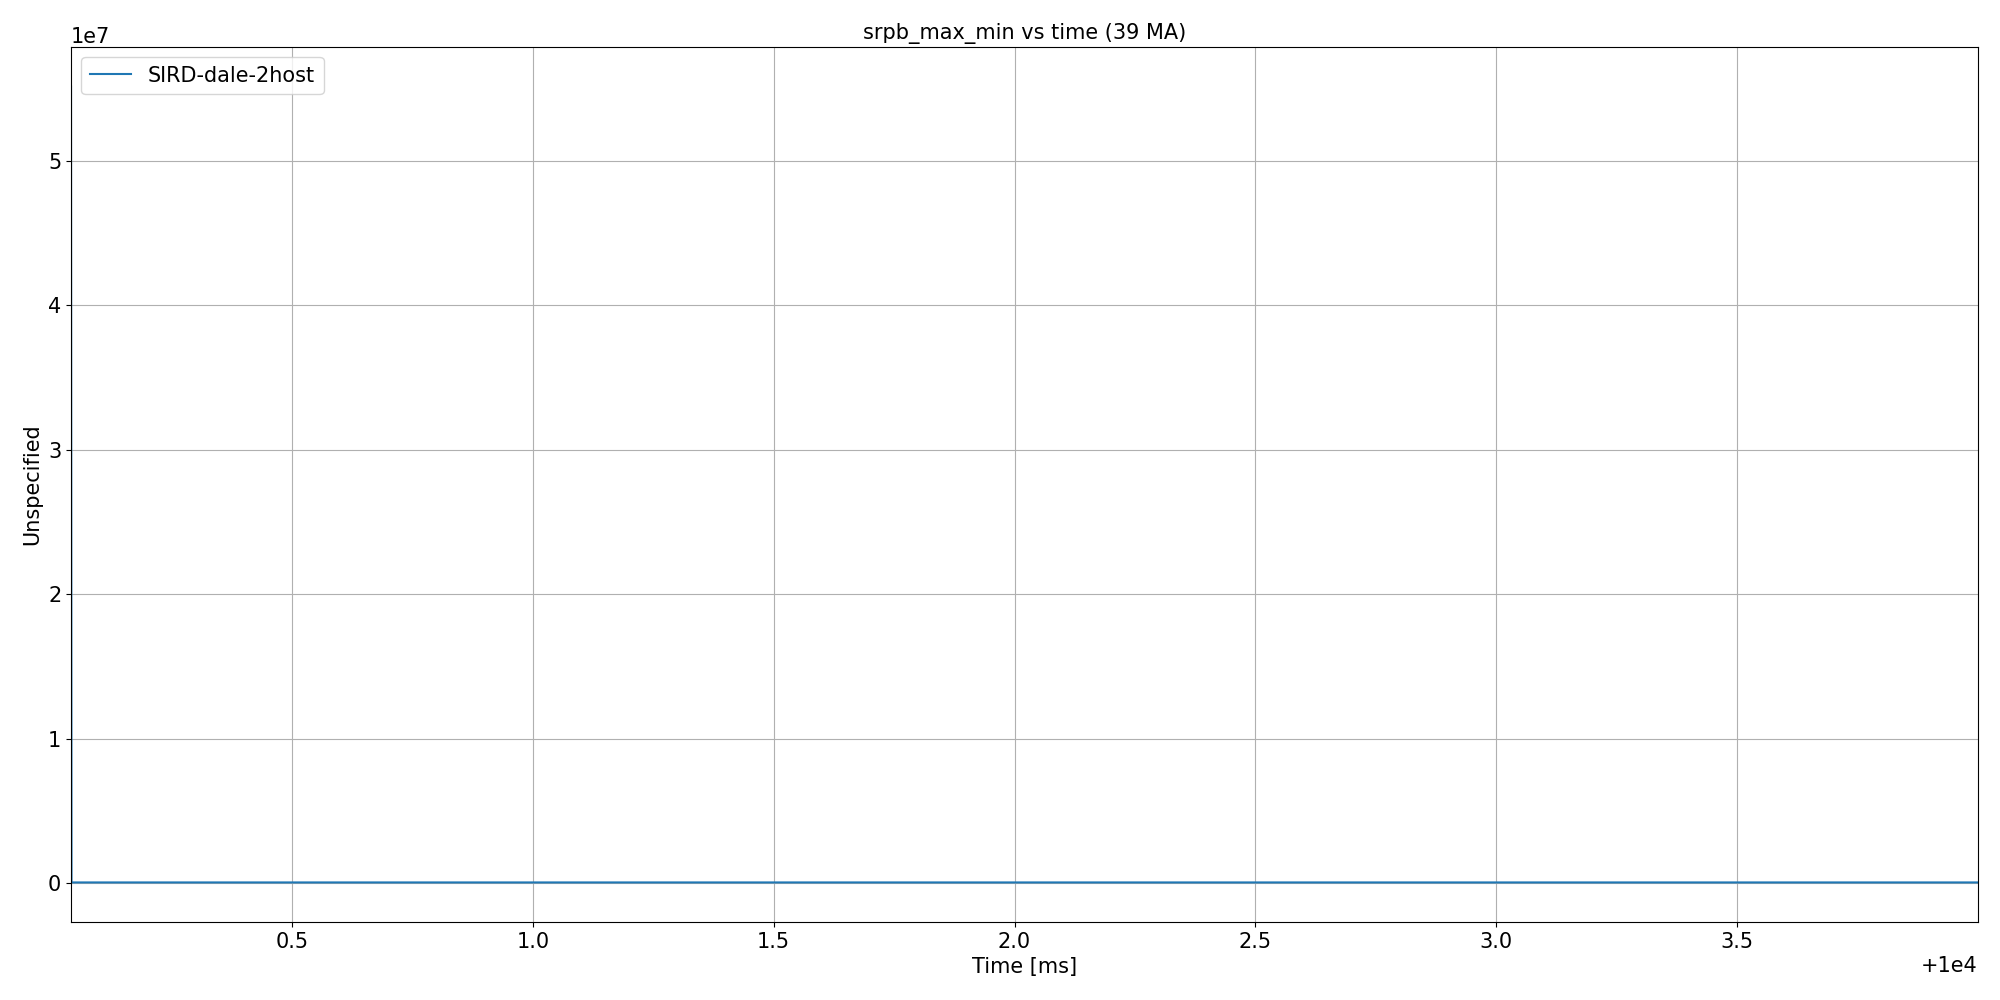 srpb_max_min vs time (39 MA)
1e7
SIRD-dale-2host
5
4
3
2
1
0
Unspecified
0.5 1.0 1.5 2.0 2.5 3.0 3.5
Time [ms]
+1e4